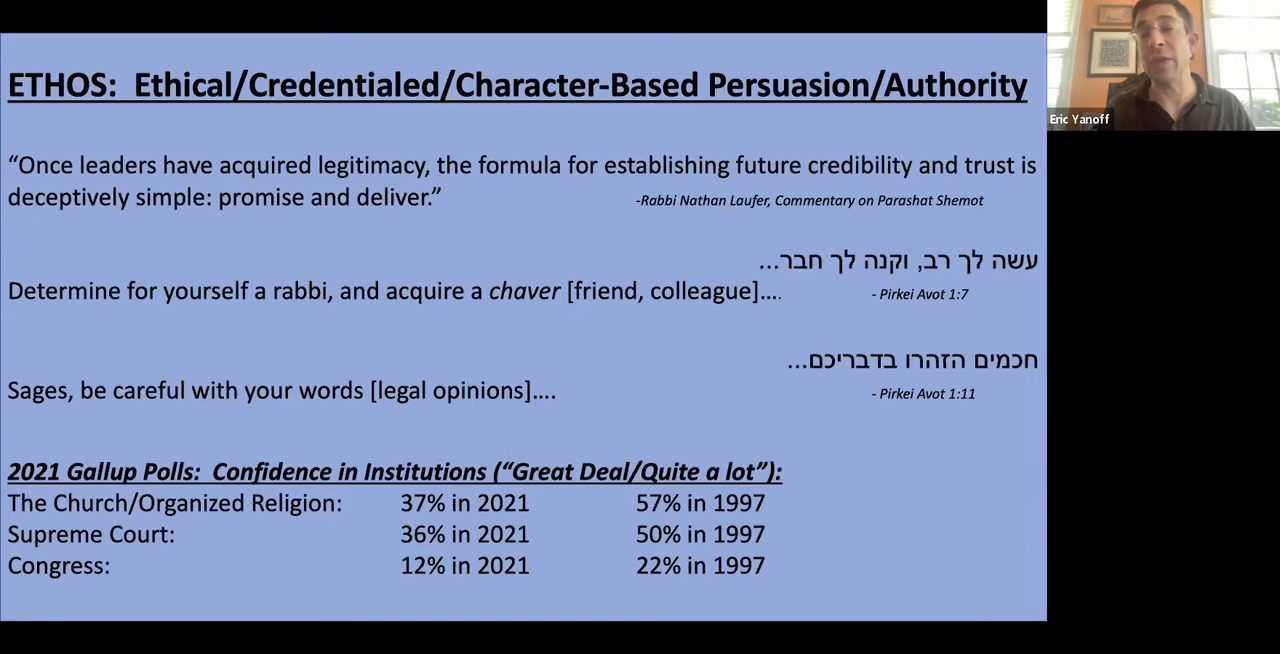 ETHOS:  Ethical/Credentialed/Character-Based Persuasion/Authority
Eric Yanoff
“Once leaders have acquired legitimacy, the formula for establishing future credibility and trust is
deceptively simple: promise and deliver.”
-Rabbi Nathan Laufer, Commentary on Parashat Shemot
עשה לך רב, וקנה לך חבר...
Determine for yourself a rabbi, and acquire a chaver [friend, colleague]....
- Pirkei Avot 1:7
חכמים הזהרו בדבריכם...
Sages, be careful with your words [legal opinions]....
- Pirkei Avot 1:11
2021 Gallup Polls:  Confidence in Institutions (“Great Deal/Quite a lot”):
The Church/Organized Religion: 37% in 2021 57% in 1997
Supreme Court: 36% in 2021 50% in 1997
Congress: 12% in 2021 22% in 1997